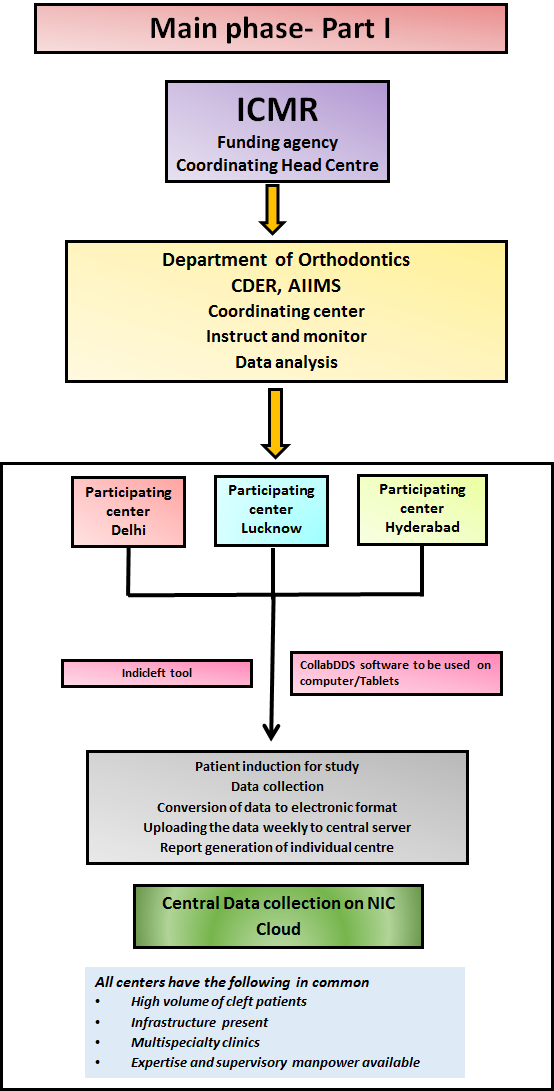 Main phase- Part I
ICMR
Funding agency
Coordinating Head Centre
Department of Orthodontics
CDER, AIIMS
Coordinating center
Instruct and monitor
Data analysis
Participating
center
Delhi
Participating
center
Lucknow
Participating
center
Hyderabad
Indicleft tool
CollabDDS software to be used on
computer/Tablets
Patient induction for study
Data collection
Conversion of data to electronic format
Uploading the data weekly to central server
Report generation of individual centre
Central Data collection on NIC
Cloud
All centers have the following in common
• High volume of cleft patients
• Infrastructure present
• Multispecialty clinics
• Expertise and supervisory manpower available